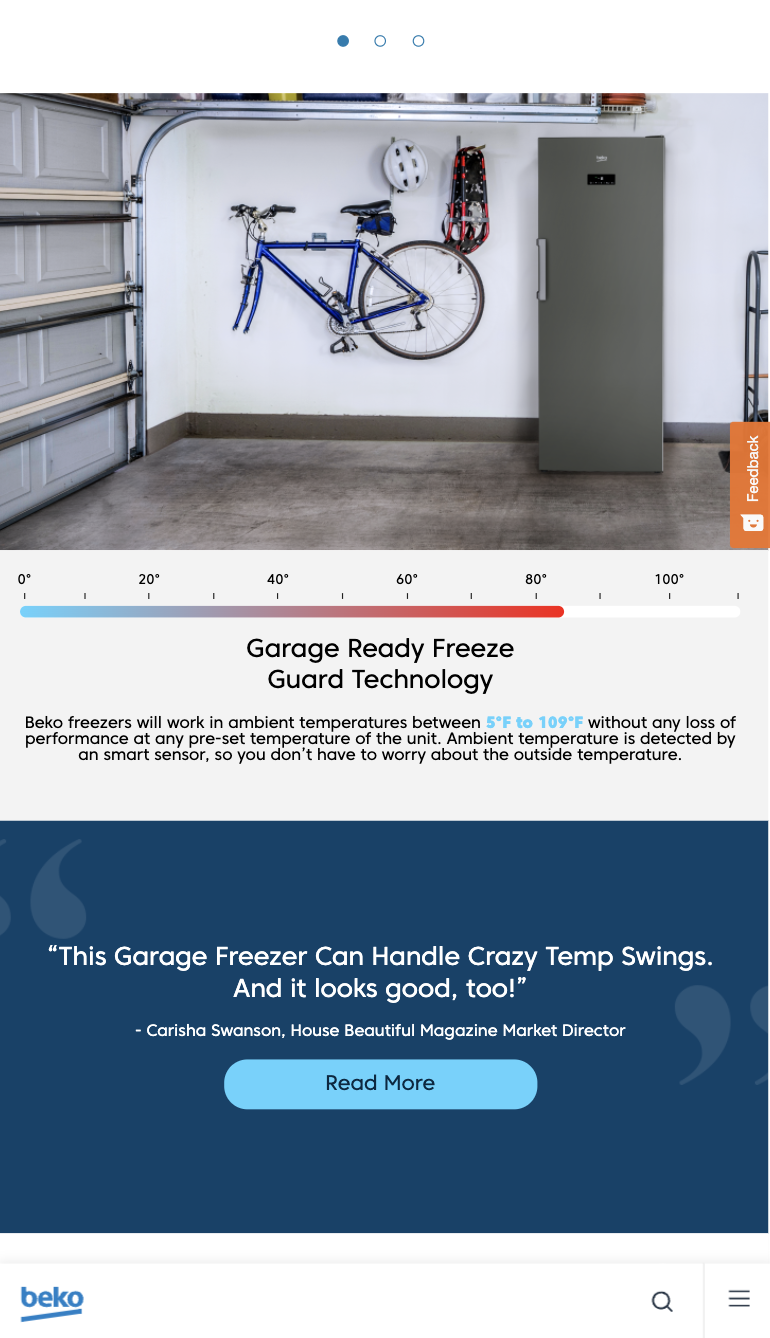 beko
Feedback
0° 20° 40° 60° 80° 100°
Garage Ready Freeze
Guard Technology
Beko freezers will work in ambient temperatures between 5°F to 109°F without any loss of
performance at any pre-set temperature of the unit. Ambient temperature is detected by
an smart sensor, so you don't have to worry about the outside temperature.
“This Garage Freezer Can Handle Crazy Temp Swings.
And it looks good, too!”
- Carisha Swanson, House Beautiful Magazine Market Director
Read More
beko